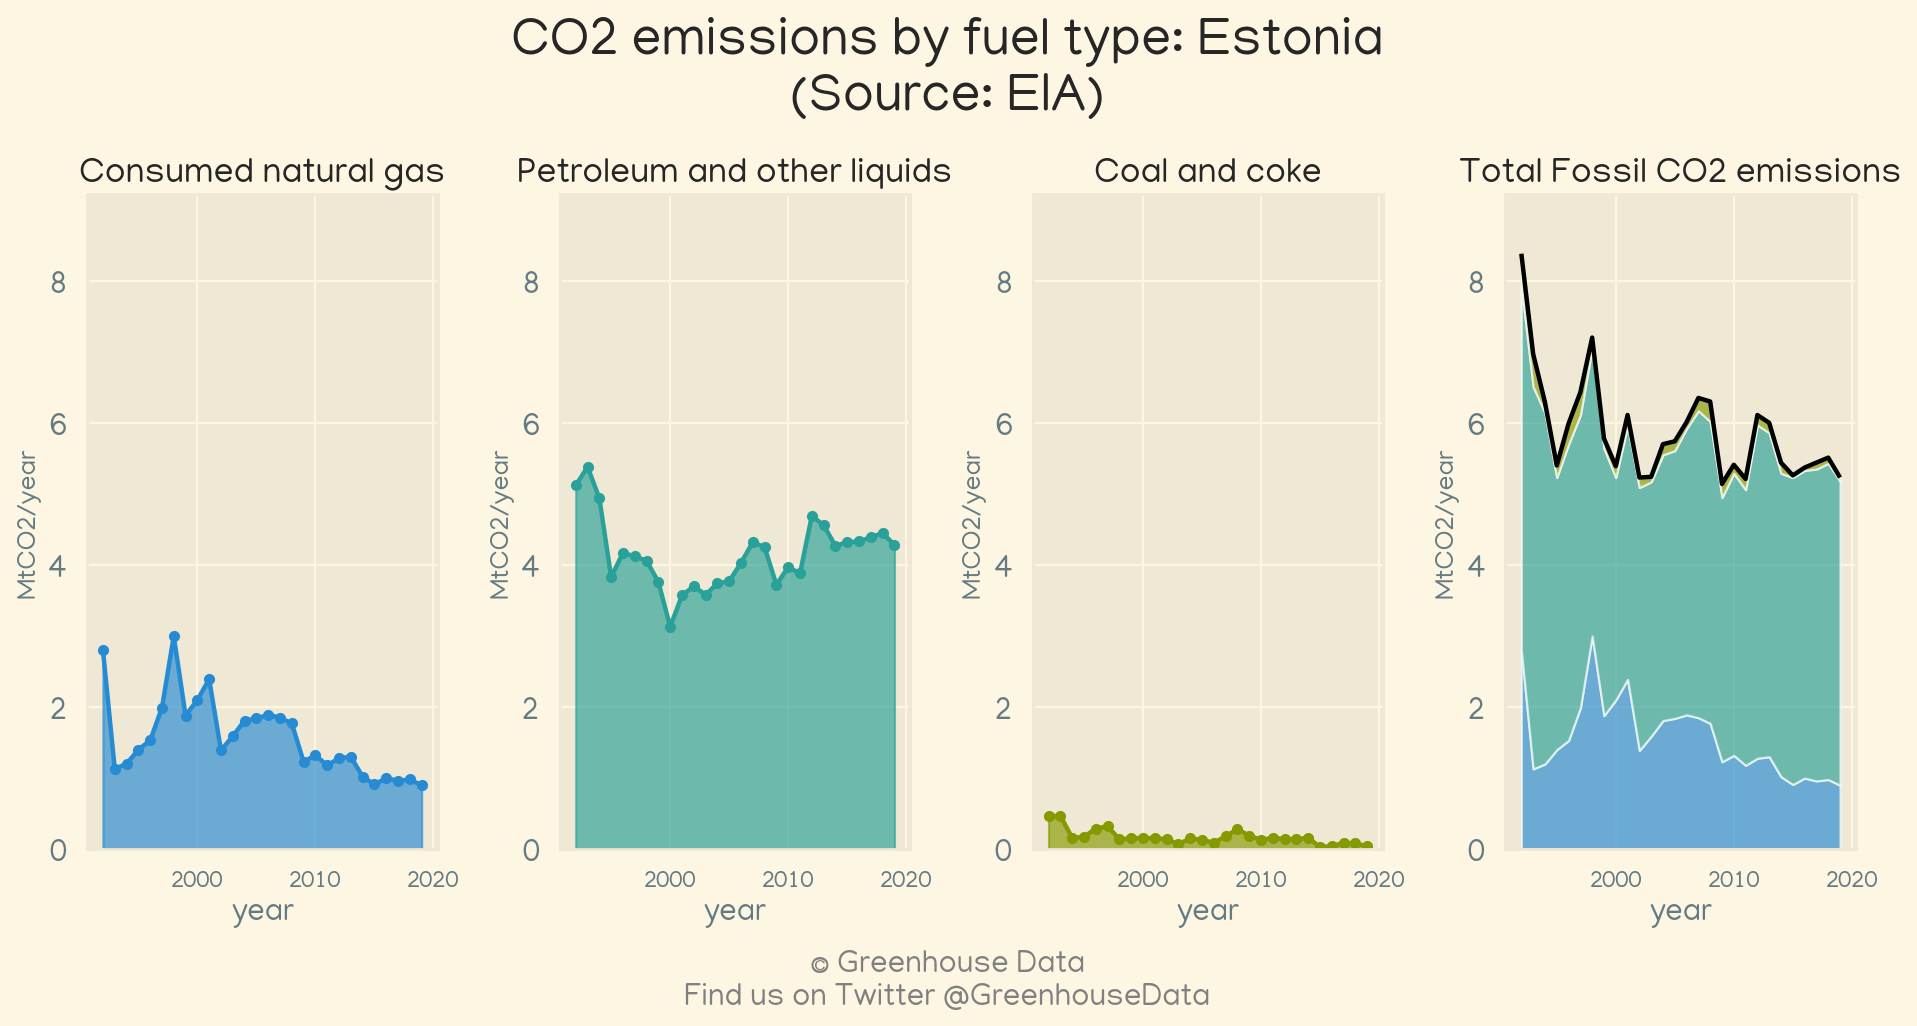 CO2 emissions by fuel type: Estonia
(Source: EIA)
Consumed natural gas
Petroleum and other liquids
Coal and coke
Total Fossil CO2 emissions
8
6
4
2
0
MtCO2/year
2000 2010 2020
year
8
6
4
2
0
MtCO2/year
2000 2010 2020
year
8
6
4
2
0
MtCO2/year
2000 2010 2020
year
8
6
4
2
0
MtCO2/year
2000 2010 2020
year
© Greenhouse Data
Find us on Twitter @GreenhouseData